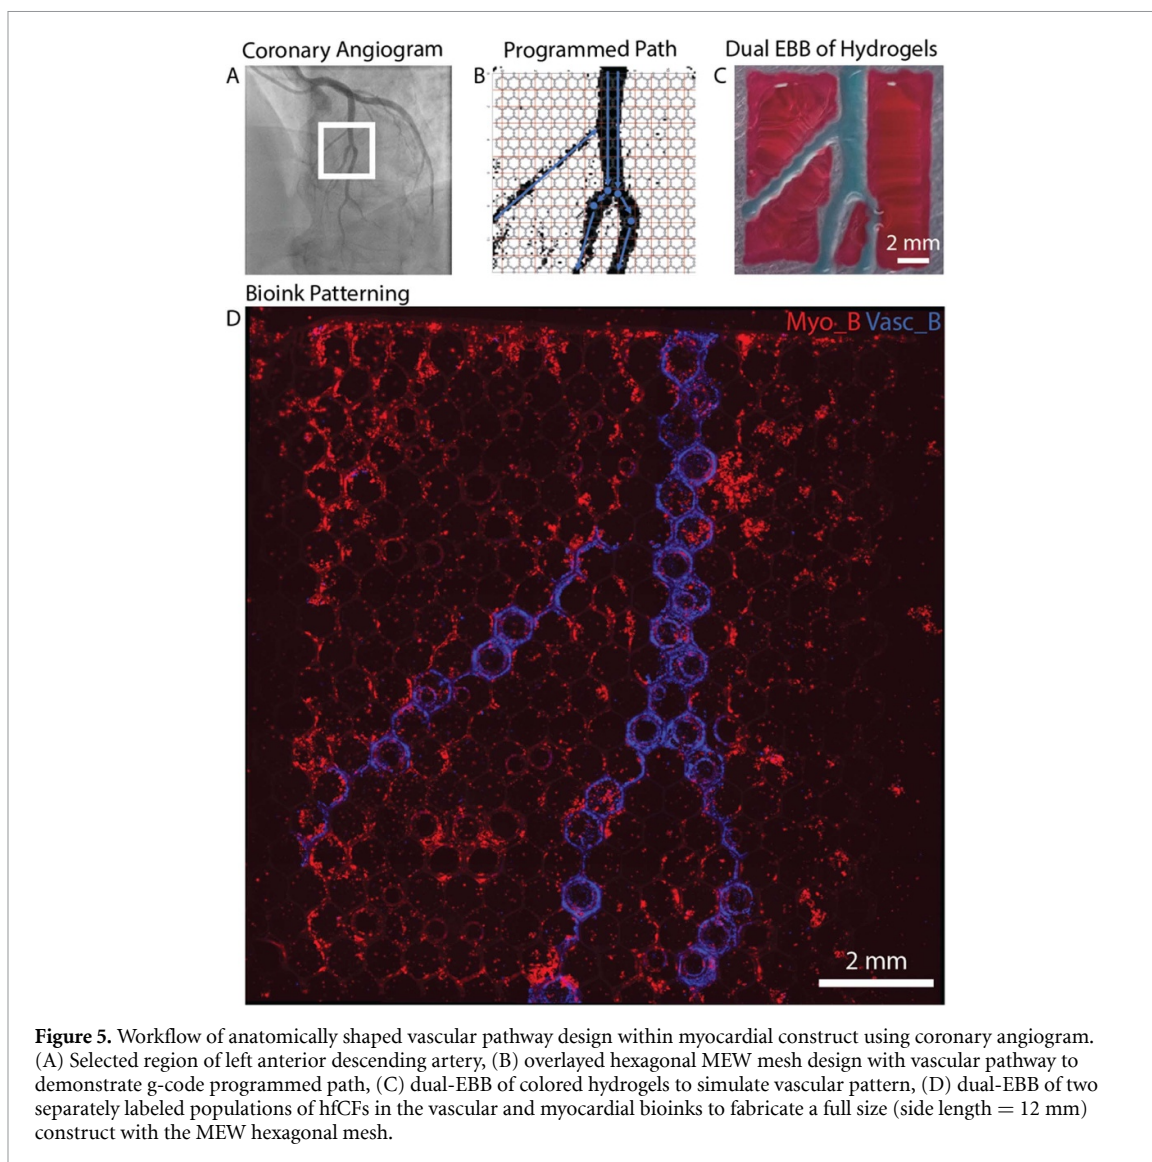 Coronary Angiogram
Programmed Path
Dual EBB of Hydrogels
A
B
C
2 mm
Bioink Patterning
D
Myo_B Vasc_B
2 mm
Figure 5. Workflow of anatomically shaped vascular pathway design within myocardial construct using coronary angiogram.
(A) Selected region of left anterior descending artery, (B) overlayed hexagonal MEW mesh design with vascular pathway to
demonstrate g-code programmed path, (C) dual-EBB of colored hydrogels to simulate vascular pattern, (D) dual-EBB of two
separately labeled populations of hfCFs in the vascular and myocardial bioinks to fabricate a full size (side length = 12 mm)
construct with the MEW hexagonal mesh.